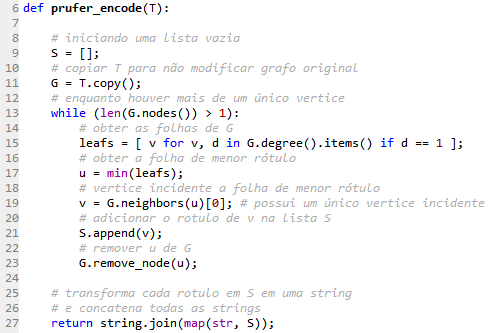 6 def prufer_encode(T):
7
8 # iniciando uma lista vazia
9 S = [];
10 # copiar T para não modificar grafo original
11 G = T.copy();
12 # enquanto houver mais de um único vertice
13 while (len(G.nodes()) > 1):
14 # obter as folhas de G
15 leafs = [ v for v, d in G.degree().items() if d == 1 ];
16 # obter a folha de menor rótulo
17 u = min(leafs);
18 # vertice incidente a folha de menor rótulo
19 v = G.neighbors(u)[0]; # possui um único vertice incidente
20 # adicionar o rotulo de v na lista S
21 S.append(v);
22 # remover u de G
23 G.remove_node(u);
24
25 # transforma cada rotulo em S em uma string
26 # e concatena todas as strings
27 return string.join(map(str, S));